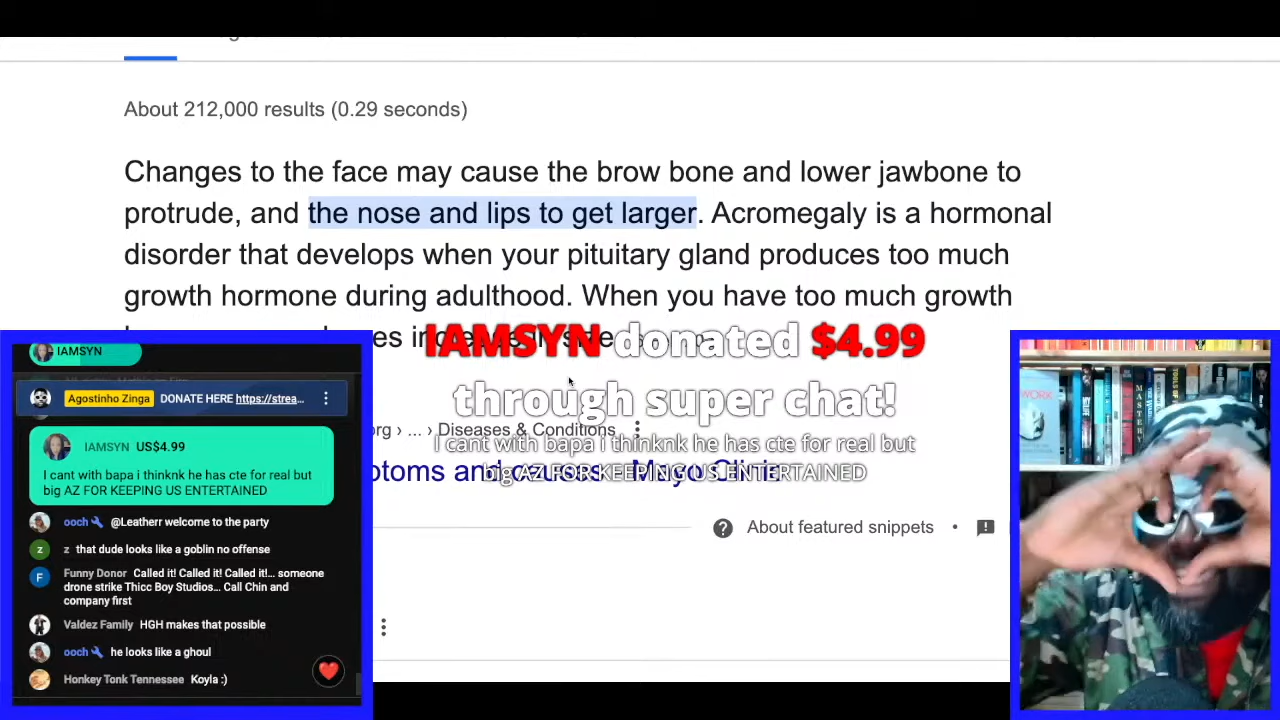 About 212,000 results (0.29 seconds)
Changes to the face may cause the brow bone and lower jawbone to
protrude, and the nose and lips to get larger. Acromegaly is a hormonal
disorder that develops when your pituitary gland produces too much
growth hormone during adulthood. When you have too much growth
IAMSYN donated $4.99
through super chat!
I cant with bapa i thinknk he has cte for real but
big AZ FOR KEEPING US ENTERTAINED
org › ... › Diseases & Conditions
ptoms and causes - Mayo Clinic
About featured snippets
IAMSYN
Agostinho Zinga DONATE HERE https://strea...
IAMSYN US$4.99
I cant with bapa i thinknk he has cte for real but
big AZ FOR KEEPING US ENTERTAINED
ooch @Leatherr welcome to the party
z z that dude looks like a goblin no offense
F Funny Donor Called it! Called it! Called it!... someone
drone strike Thicc Boy Studios... Call Chin and
company first
Valdez Family HGH makes that possible
ooch he looks like a ghoul
Honkey Tonk Tennessee Koyla :)
WORK
MASTERY